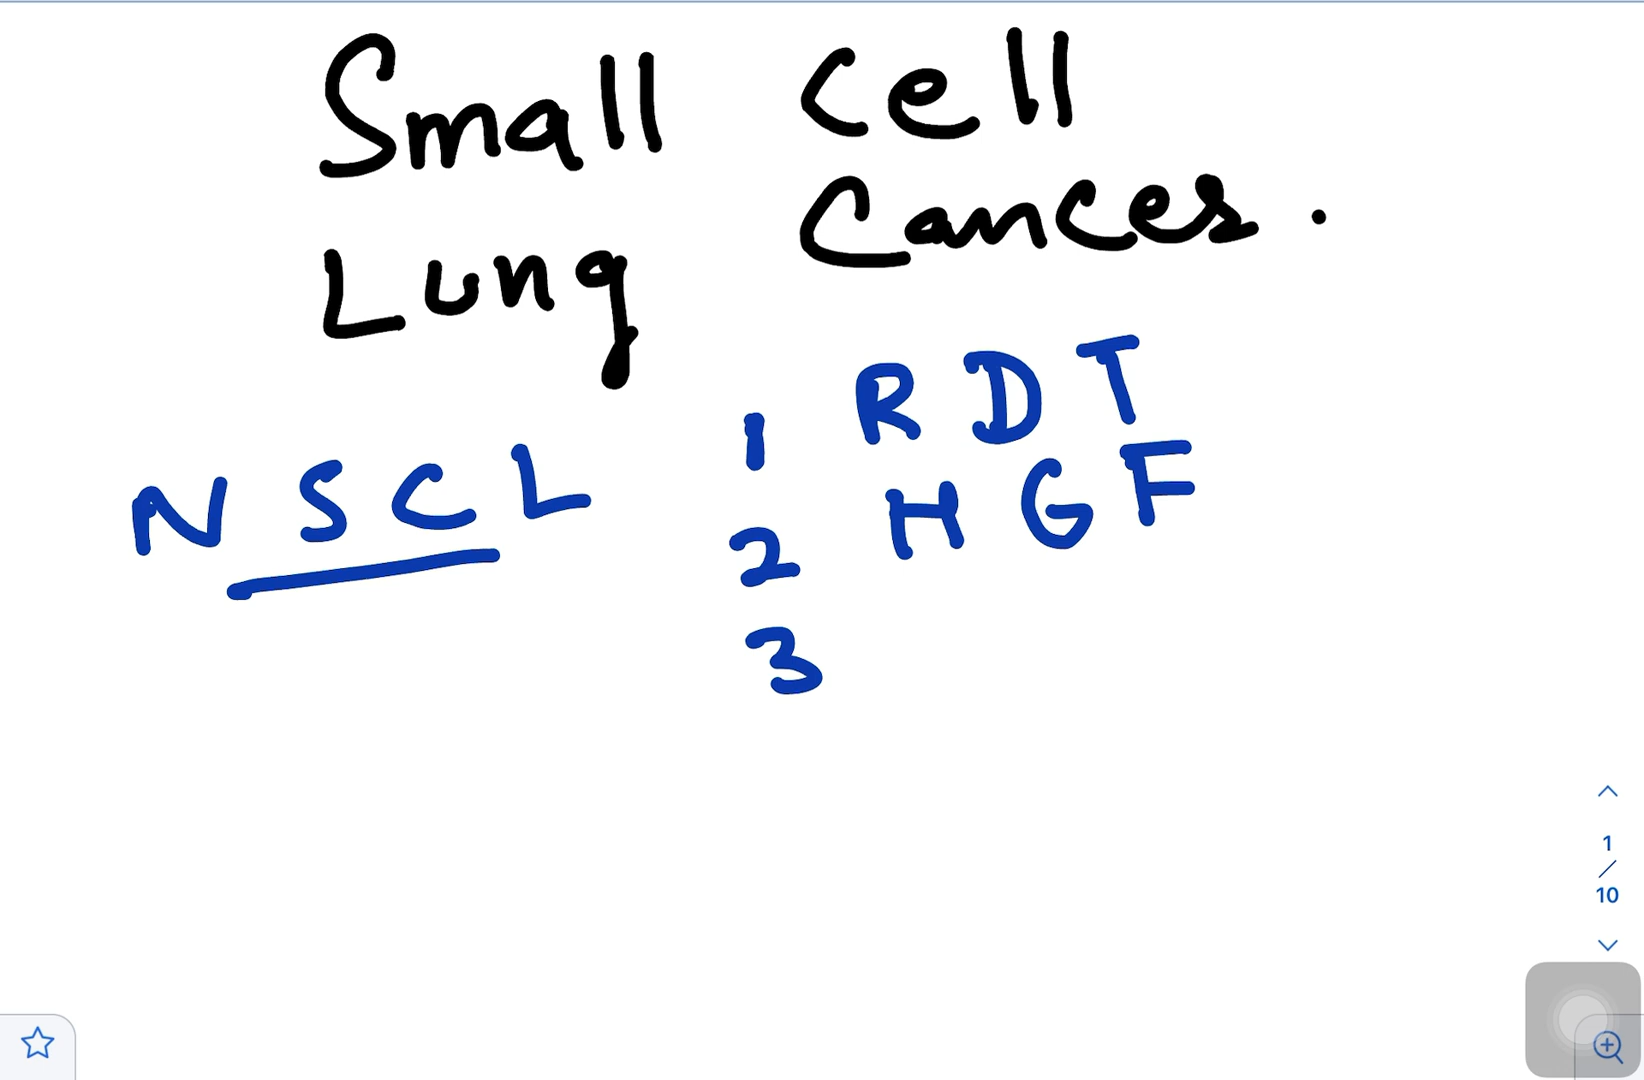 Small Cell
Lung Cancer.
NSCL
1 RDT
2 HGF
3
1
/
10